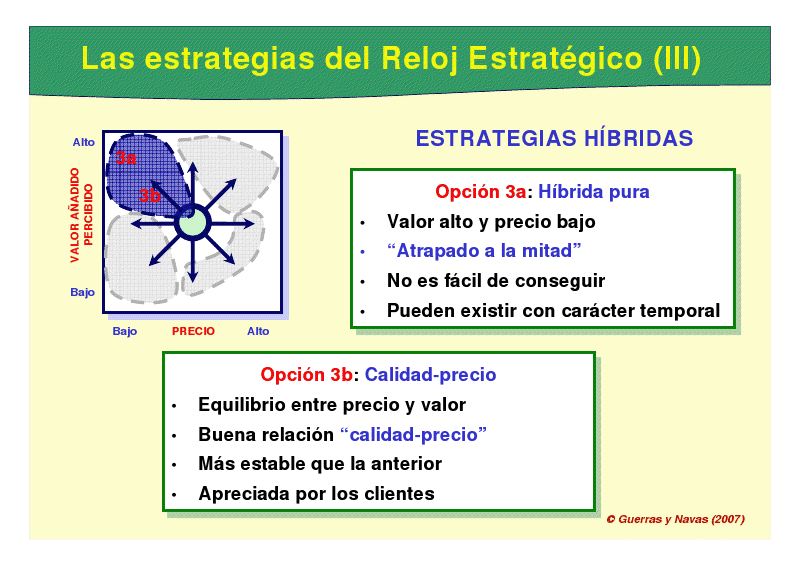 Las estrategias del Reloj Estratégico (III)
Alto
3a
3b
VALOR AÑADIDO
PERCIBIDO
Bajo
Bajo
PRECIO
Alto
ESTRATEGIAS HÍBRIDAS
Opción 3a: Híbrida pura
• Valor alto y precio bajo
• “Atrapado a la mitad”
• No es fácil de conseguir
• Pueden existir con carácter temporal
Opción 3b: Calidad-precio
• Equilibrio entre precio y valor
• Buena relación “calidad-precio”
• Más estable que la anterior
• Apreciada por los clientes
© Guerras y Navas (2007)